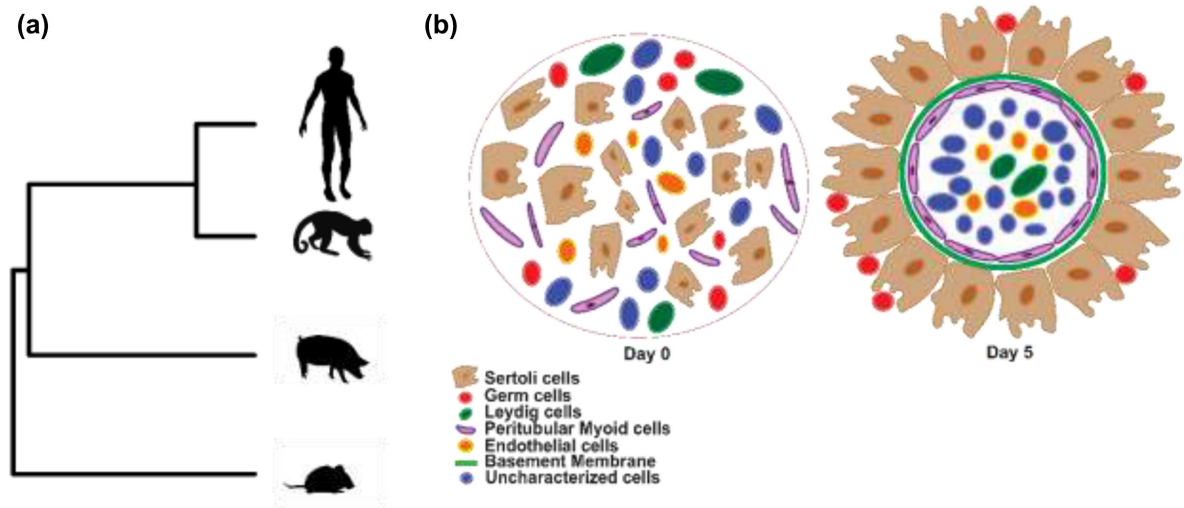 (a)
(b)
Day 0
Day 5
Sertoli cells
Germ cells
Leydig cells
Peritubular Myoid cells
Endothelial cells
Basement Membrane
Uncharacterized cells